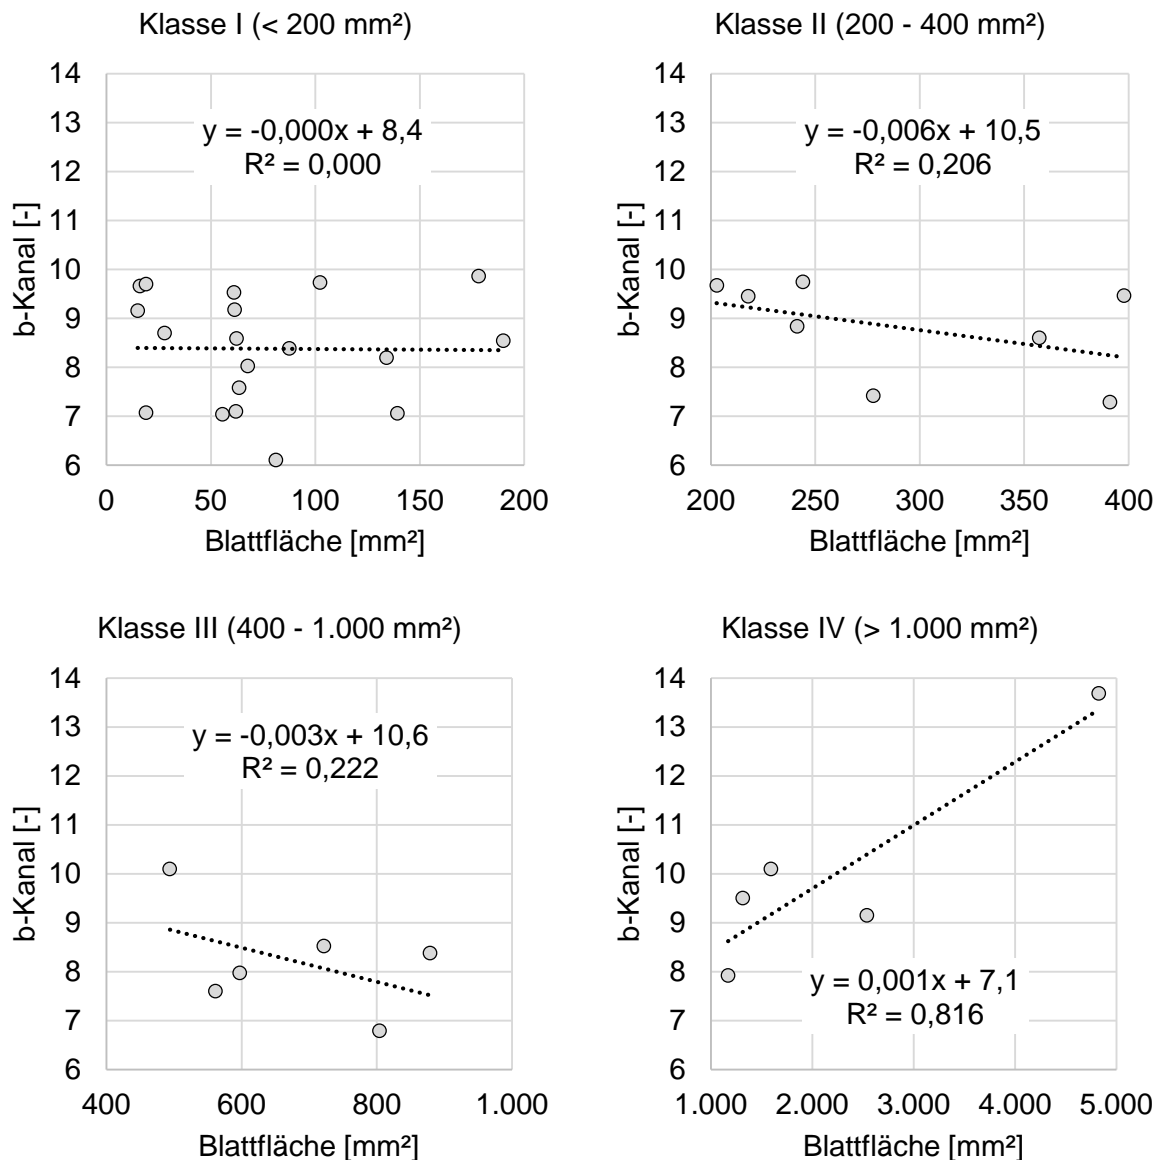 Klasse I (< 200 mm²)
14
13
12
11
10
9
8
7
6
b-Kanal [-]
y = -0,000x + 8,4
R² = 0,000
0 50 100 150 200
Blattfläche [mm²]
Klasse II (200 - 400 mm²)
14
13
12
11
10
9
8
7
6
b-Kanal [-]
y = -0,006x + 10,5
R² = 0,206
200 250 300 350 400
Blattfläche [mm²]
Klasse III (400 - 1.000 mm²)
14
13
12
11
10
9
8
7
6
b-Kanal [-]
y = -0,003x + 10,6
R² = 0,222
400 600 800 1.000
Blattfläche [mm²]
Klasse IV (> 1.000 mm²)
14
13
12
11
10
9
8
7
6
b-Kanal [-]
y = 0,001x + 7,1
R² = 0,816
1.000 2.000 3.000 4.000 5.000
Blattfläche [mm²]